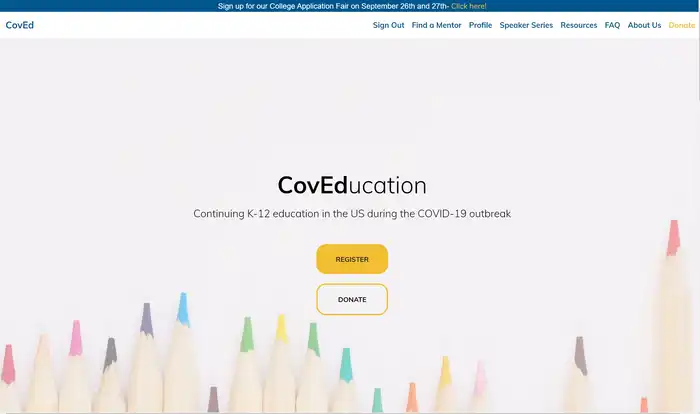 Sign up for our College Application Fair on September 26th and 27th- Click here!
CovEd
Sign Out Find a Mentor Profile Speaker Series Resources FAQ About Us Donate
CovEducation
Continuing K-12 education in the US during the COVID-19 outbreak
REGISTER
DONATE